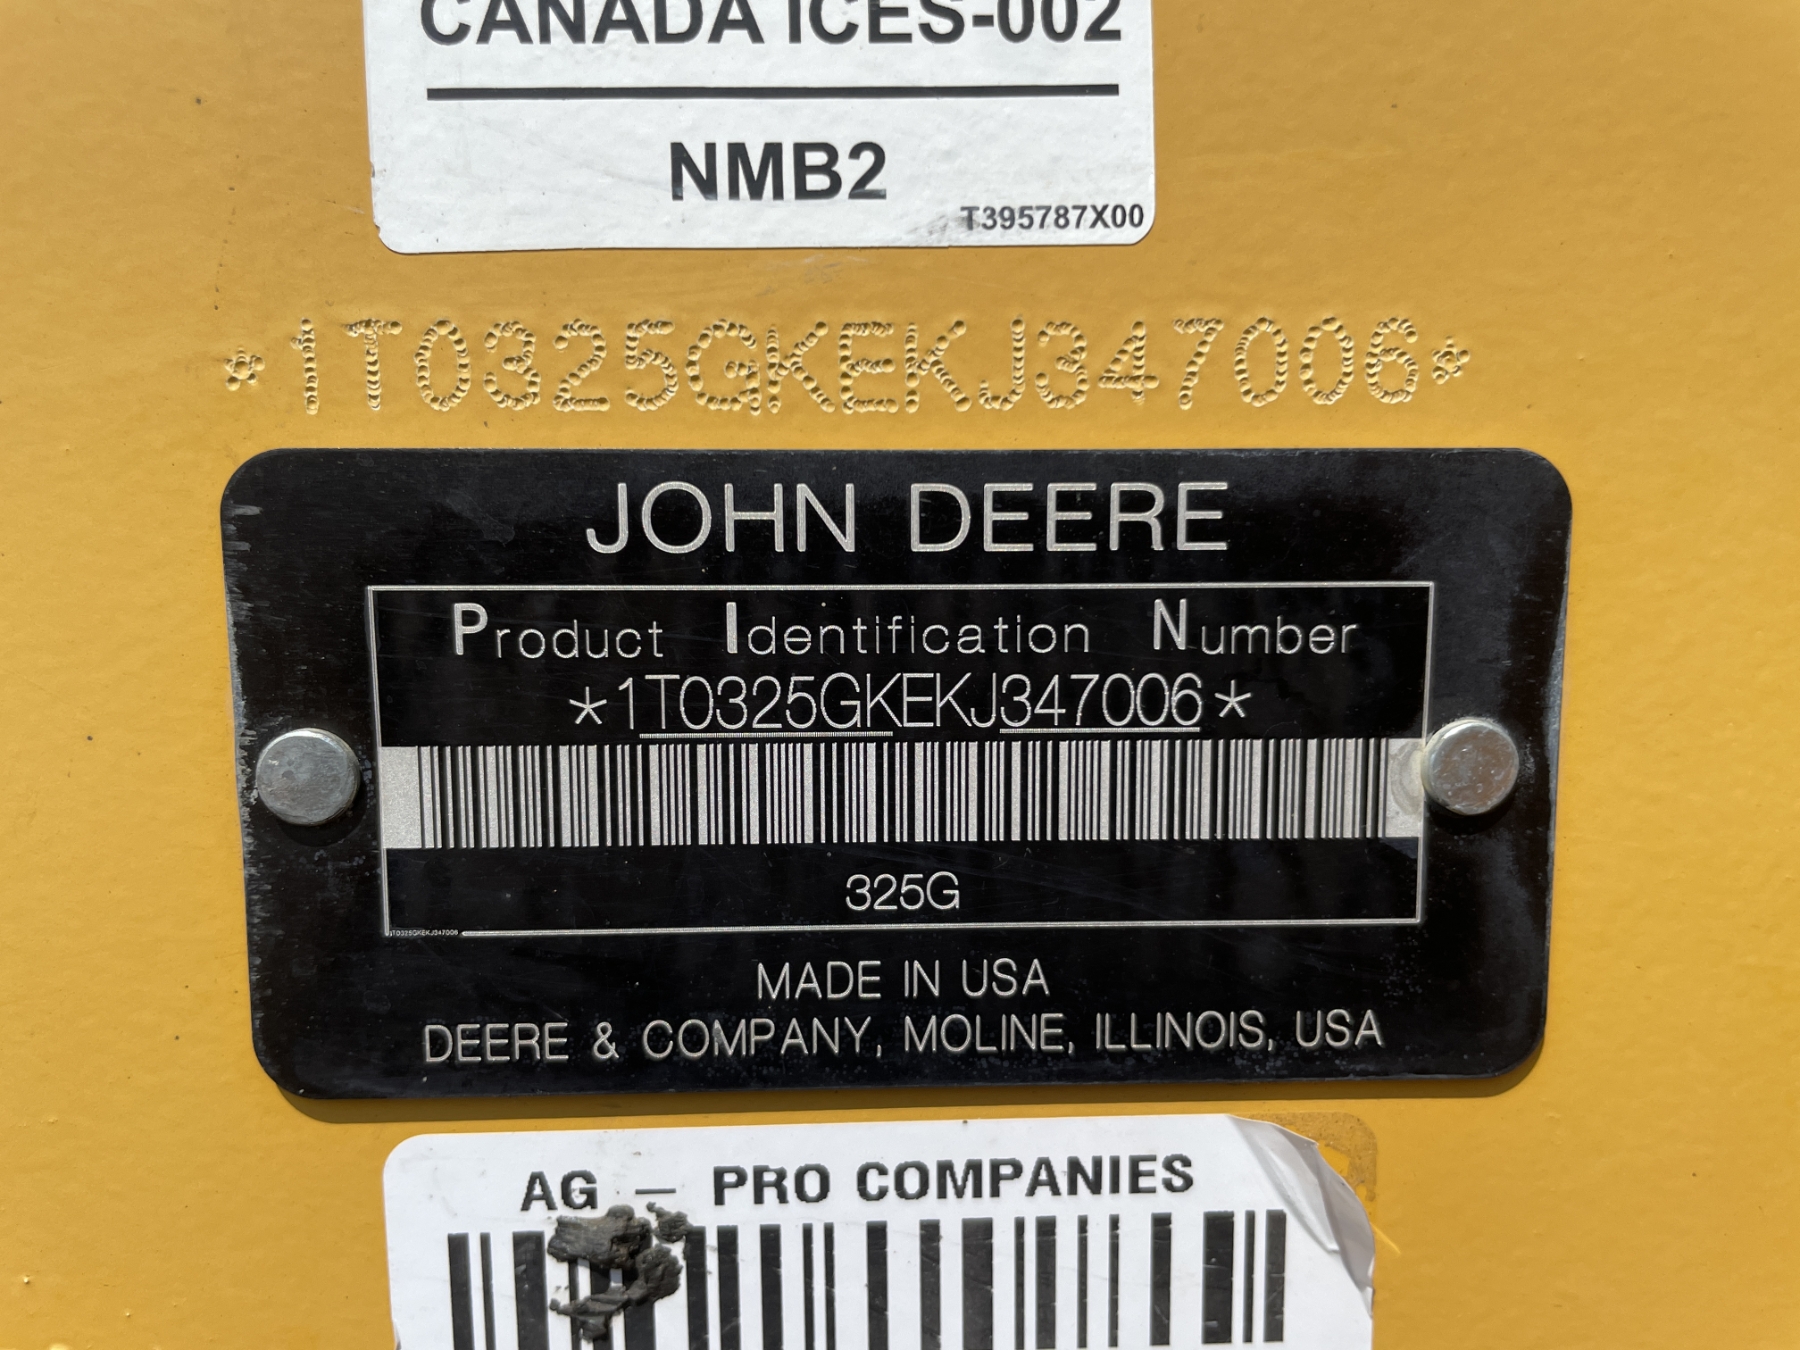 CANADA ICES-002
NMB2
T395787X00
*1T0325GKEKJ347006*
JOHN DEERE
Product Identification Number
*1T0325GKEKJ347006*
325G
1T0325GKEKJ347006
MADE IN USA
DEERE & COMPANY, MOLINE, ILLINOIS, USA
AG - PRO COMPANIES